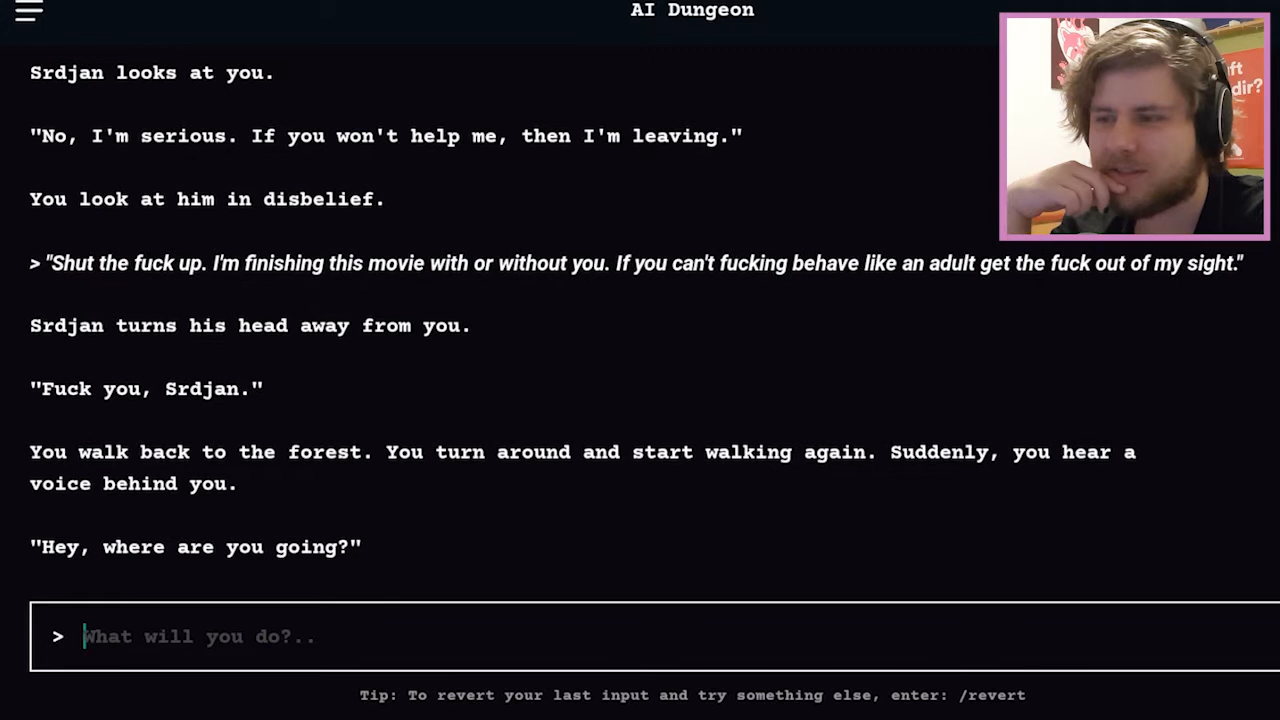 AI Dungeon
Srdjan looks at you.
"No, I'm serious. If you won't help me, then I'm leaving."
You look at him in disbelief.
> "Shut the fuck up. I'm finishing this movie with or without you. If you can't fucking behave like an adult get the fuck out of my sight."
Srdjan turns his head away from you.
"Fuck you, Srdjan."
You walk back to the forest. You turn around and start walking again. Suddenly, you hear a
voice behind you.
"Hey, where are you going?"
> What will you do?..
Tip: To revert your last input and try something else, enter: /revert
dir?